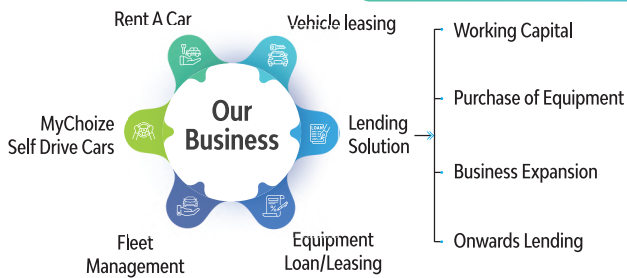 Rent A Car
Vehicle leasing
MyChoize
Self Drive Cars
Our
Business
LOAN
Lending
Solution
Fleet
Management
Equipment
Loan/Leasing
Working Capital
Purchase of Equipment
Business Expansion
Onwards Lending